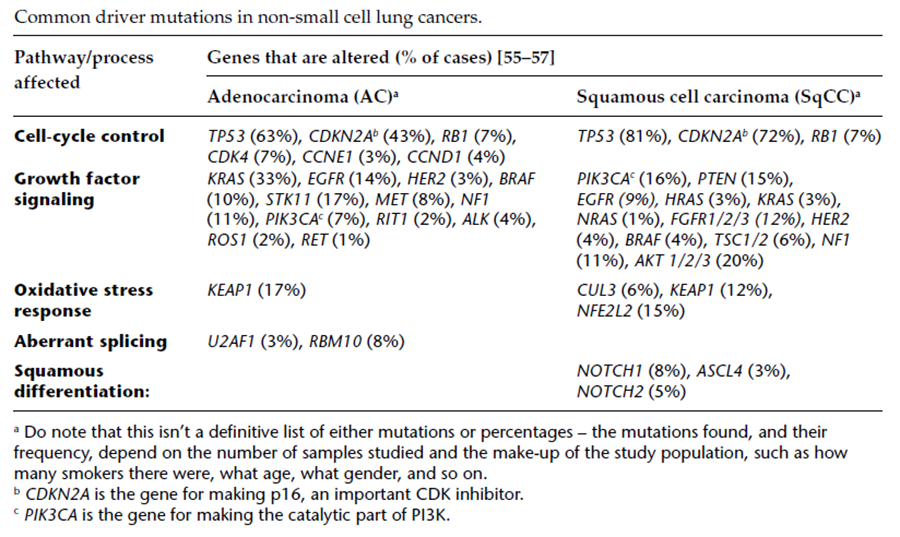 Common driver mutations in non-small cell lung cancers.
Pathway/process affected
Genes that are altered (% of cases) [55–57]
Adenocarcinoma (AC)ᵃ
Squamous cell carcinoma (SqCC)ᵃ
Cell-cycle control
TP53 (63%), CDKN2Aᵇ (43%), RB1 (7%),
CDK4 (7%), CCNE1 (3%), CCND1 (4%)
TP53 (81%), CDKN2Aᵇ (72%), RB1 (7%)
Growth factor
signaling
KRAS (33%), EGFR (14%), HER2 (3%), BRAF
(10%), STK11 (17%), MET (8%), NF1
(11%), PIK3CAᶜ (7%), RIT1 (2%), ALK (4%),
ROS1 (2%), RET (1%)
PIK3CAᶜ (16%), PTEN (15%),
EGFR (9%), HRAS (3%), KRAS (3%),
NRAS (1%), FGFR1/2/3 (12%), HER2
(4%), BRAF (4%), TSC1/2 (6%), NF1
(11%), AKT 1/2/3 (20%)
Oxidative stress
response
KEAP1 (17%)
CUL3 (6%), KEAP1 (12%),
NFE2L2 (15%)
Aberrant splicing
U2AF1 (3%), RBM10 (8%)
Squamous
differentiation:
NOTCH1 (8%), ASCL4 (3%),
NOTCH2 (5%)
ᵃ Do note that this isn’t a definitive list of either mutations or percentages – the mutations found, and their
frequency, depend on the number of samples studied and the make-up of the study population, such as how
many smokers there were, what age, what gender, and so on.
ᵇ CDKN2A is the gene for making p16, an important CDK inhibitor.
ᶜ PIK3CA is the gene for making the catalytic part of PI3K.